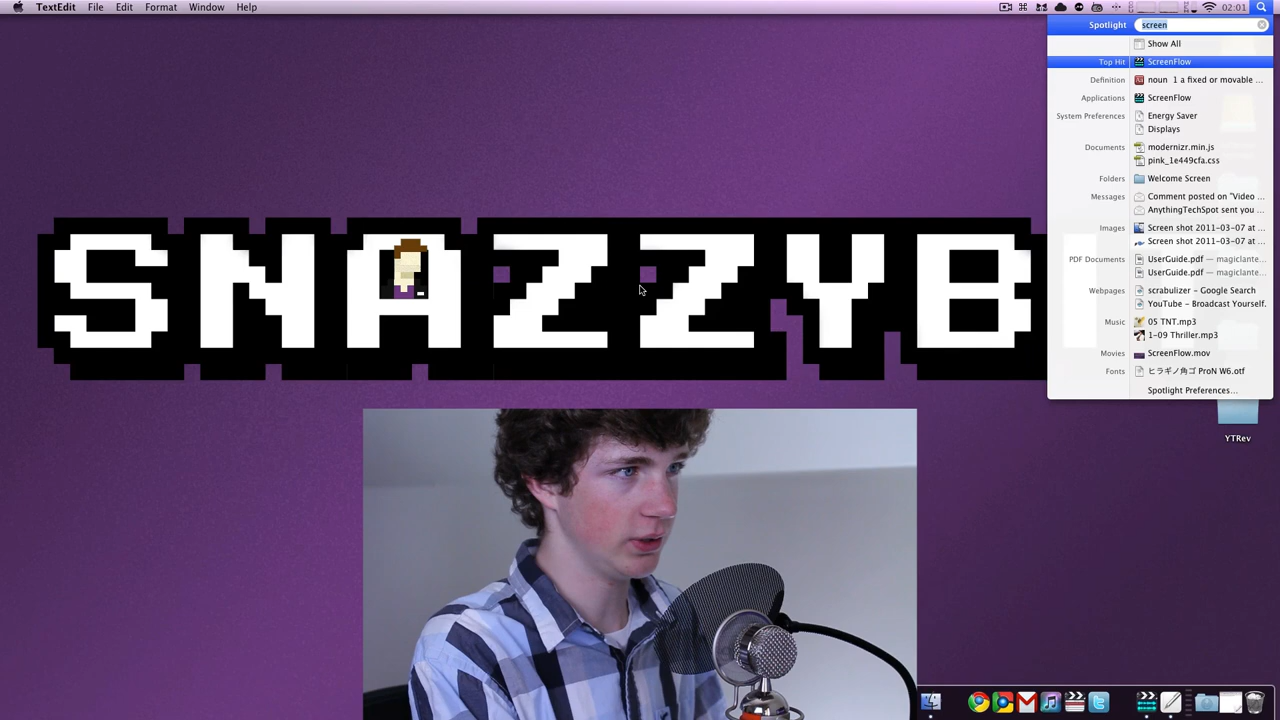 TextEdit File Edit Format Window Help 02:01
Spotlight screen
Show All
Top Hit ScreenFlow
Definition noun 1 a fixed or movable ...
Applications ScreenFlow
System Preferences Energy Saver
Displays
Documents modernizr.min.js
pink_1e449cfa.css
Folders Welcome Screen
Messages Comment posted on "Video ...
AnythingTechSpot sent you ...
Images Screen shot 2011-03-07 at ...
Screen shot 2011-03-07 at ...
PDF Documents UserGuide.pdf — magiclante...
UserGuide.pdf — magiclante...
Webpages scrabulizer – Google Search
YouTube – Broadcast Yourself.
Music 05 TNT.mp3
1-09 Thriller.mp3
Movies ScreenFlow.mov
Fonts ヒラギノ角ゴ ProN W6.otf
Spotlight Preferences...
SNAZZYB
YTRev